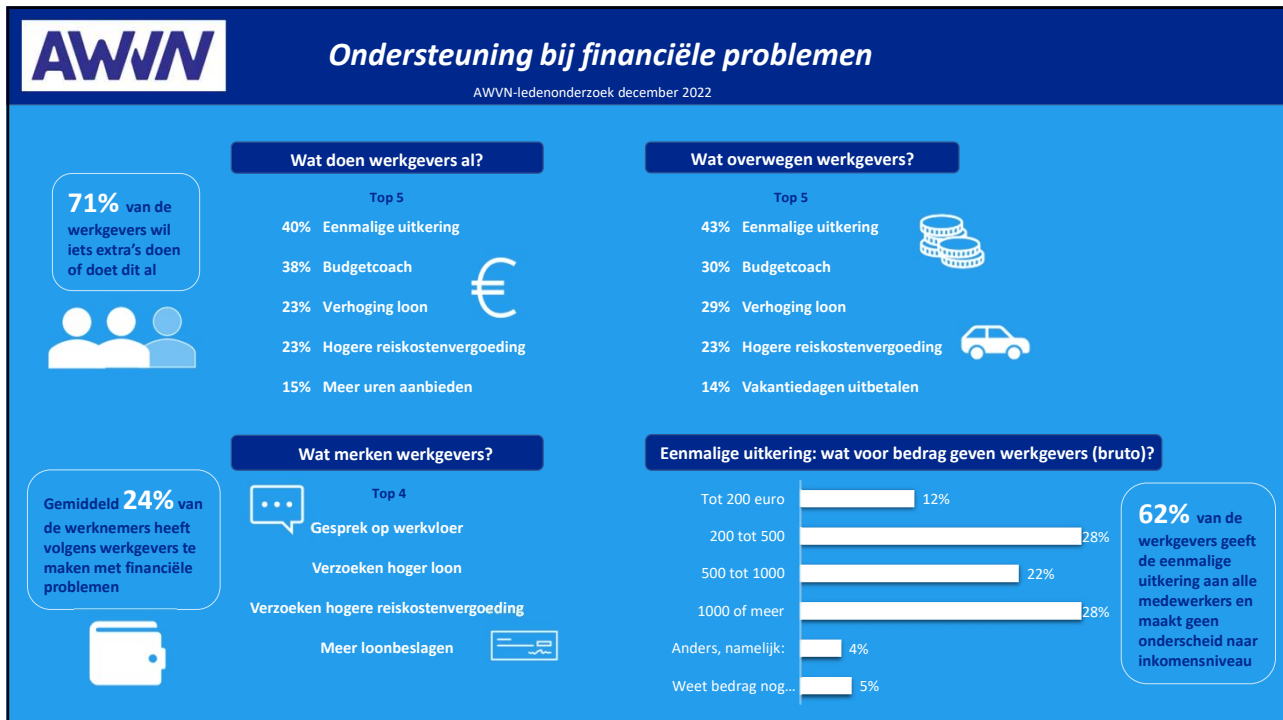 AWVN
Ondersteuning bij financiële problemen
AWVN-ledenonderzoek december 2022
71% van de
werkgevers wil
iets extra's doen
of doet dit al
Wat doen werkgevers al?
Top 5
40% Eenmalige uitkering
38% Budgetcoach
€
23% Verhoging loon
23% Hogere reiskostenvergoeding
15% Meer uren aanbieden
Wat overwegen werkgevers?
Top 5
43% Eenmalige uitkering
30% Budgetcoach
29% Verhoging loon
23% Hogere reiskostenvergoeding
14% Vakantiedagen uitbetalen
Gemiddeld 24% van
de werknemers heeft
volgens werkgevers te
maken met financiële
problemen
Wat merken werkgevers?
Top 4
Gesprek op werkvloer
Verzoeken hoger loon
Verzoeken hogere reiskostenvergoeding
Meer loonbeslagen
Eenmalige uitkering: wat voor bedrag geven werkgevers (bruto)?
Tot 200 euro 12%
200 tot 500 28%
500 tot 1000 22%
1000 of meer 28%
Anders, namelijk: 4%
Weet bedrag nog... 5%
62% van de
werkgevers geeft
de eenmalige
uitkering aan alle
medewerkers en
maakt geen
onderscheid naar
inkomensniveau